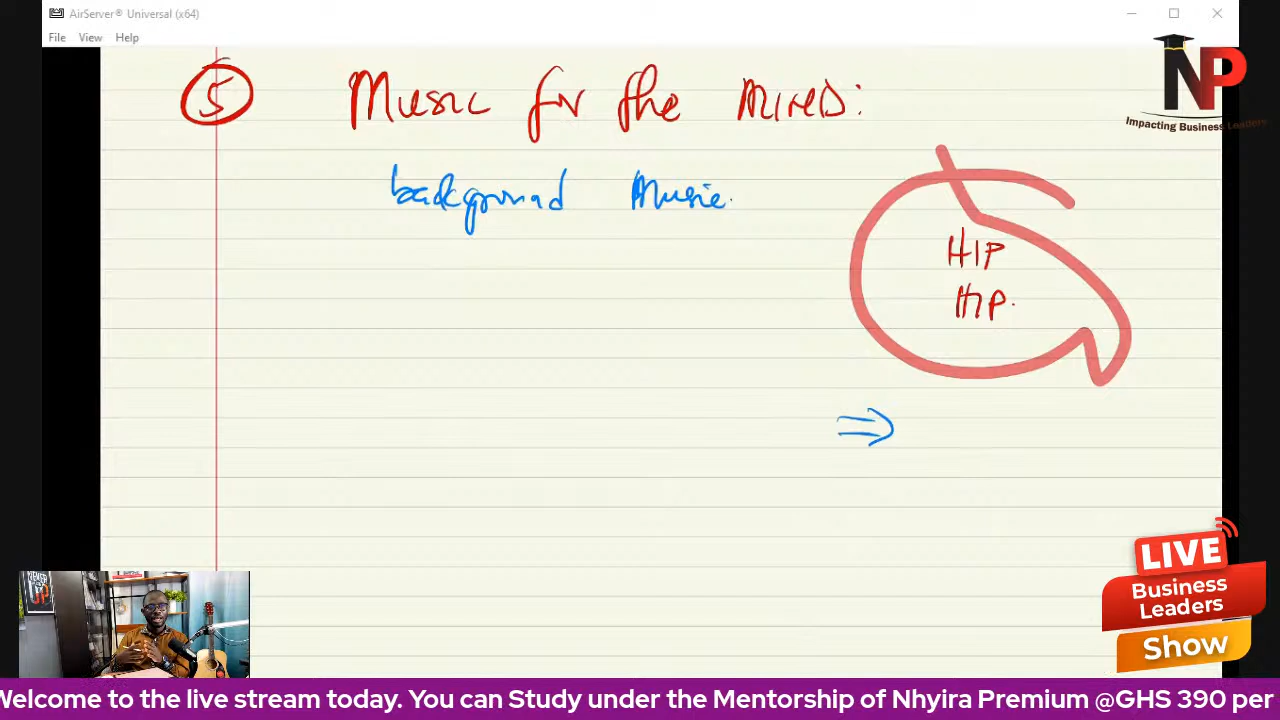 AirServer® Universal (x64)
File View Help
5 Music for the MIND:
background Music.
HIP
HIP.
⇒
NP
Impacting Business Leaders
LIVE
Business
Leaders
Show
Welcome to the live stream today. You can Study under the Mentorship of Nhyira Premium @GHS 390 per